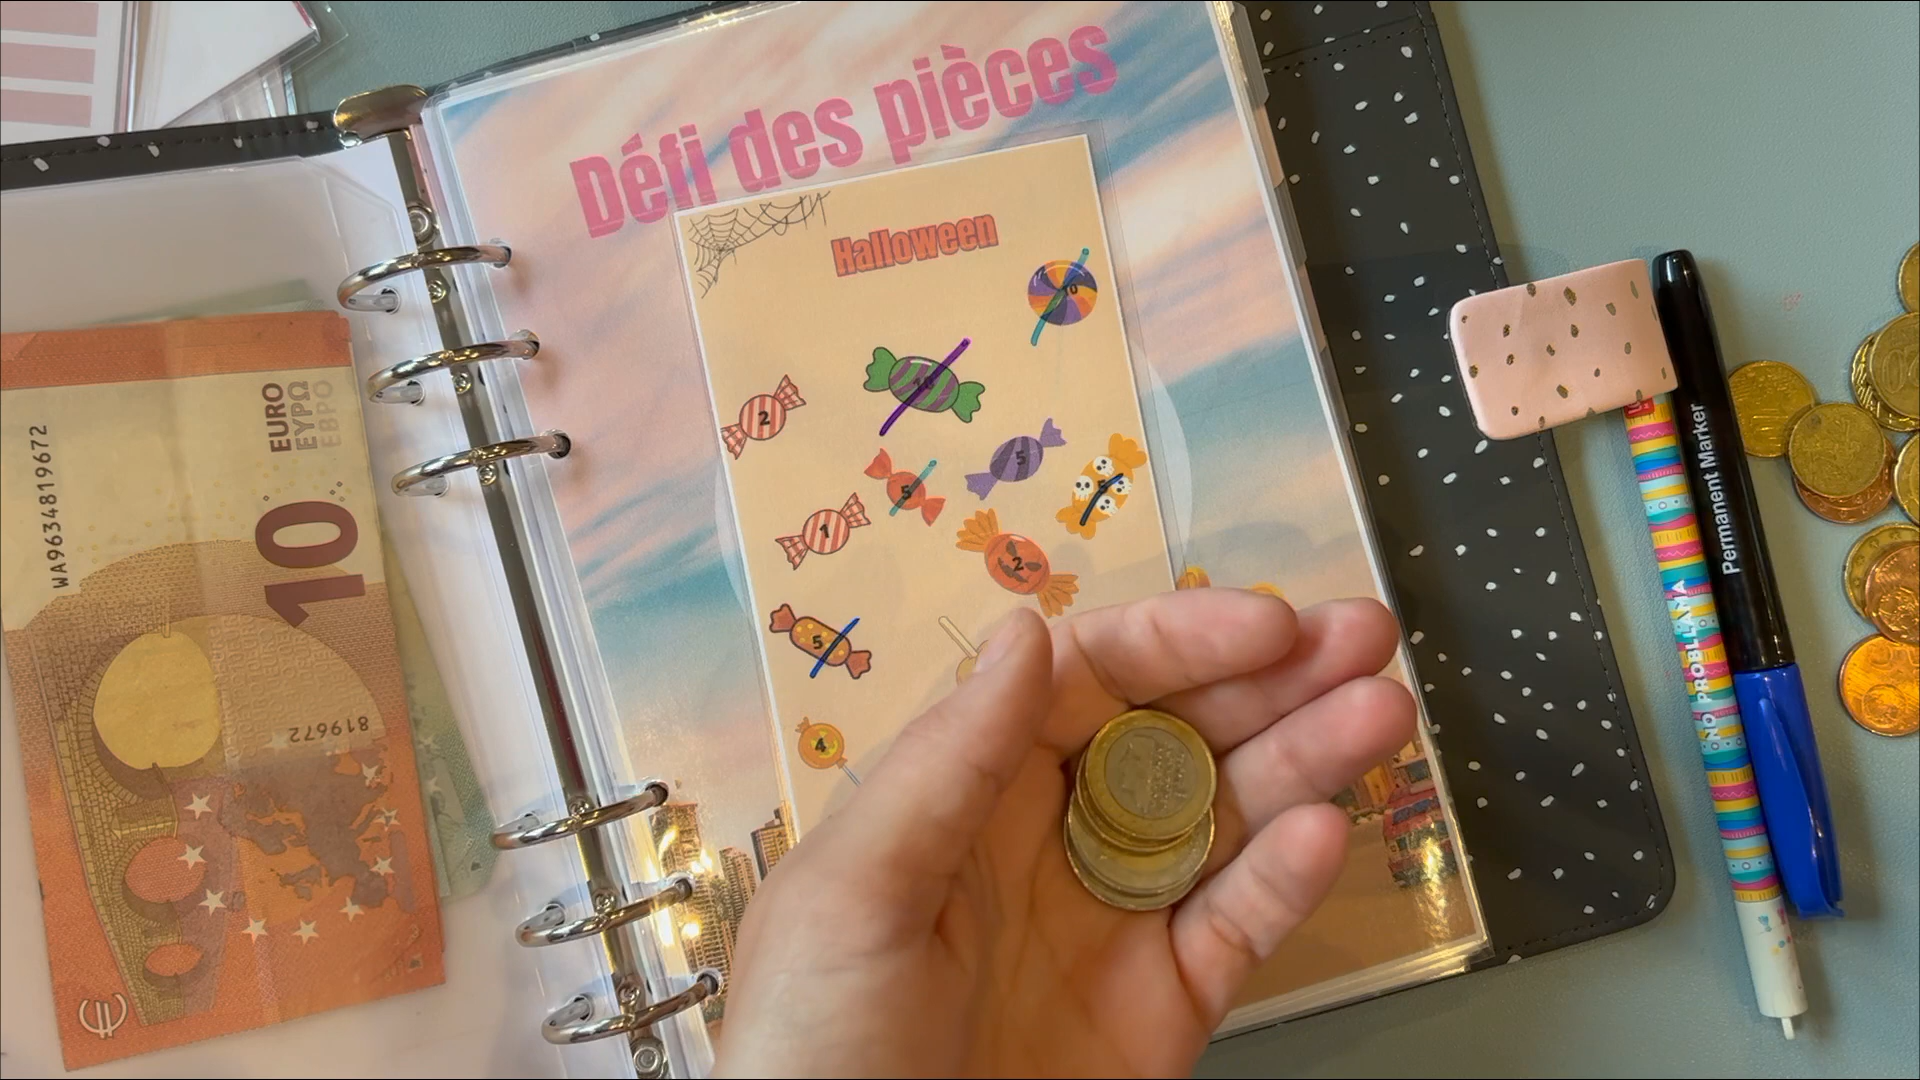 Défi des pièces
Halloween
10
10
2
5
5
5
1
2
5
4
WA9634819672
EURO
ΕΥΡΩ
ЕВРО
10
819672
Permanent Marker
NO PROBLLAMA